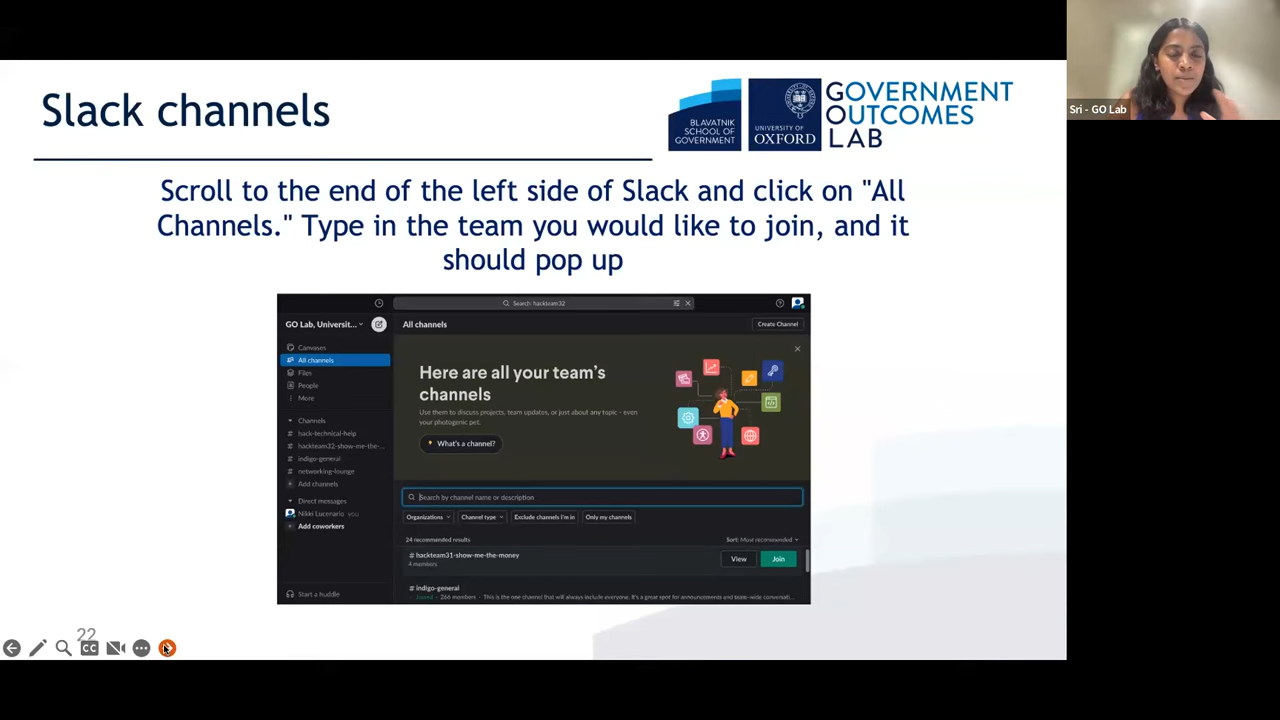 Slack channels
BLAVATNIK
SCHOOL OF
GOVERNMENT
UNIVERSITY OF
OXFORD
GOVERNMENT
OUTCOMES
LAB
Sri - GO Lab
Scroll to the end of the left side of Slack and click on "All
Channels." Type in the team you would like to join, and it
should pop up
Search: hackteam32
GO Lab, Universit...
All channels
Create Channel
Canvases
All channels
Files
People
More
Channels
# hack-technical-help
# hackteam32-show-me-the-...
# indigo-general
# networking-lounge
Add channels
Direct messages
Nikki Lucenario you
Add coworkers
Start a huddle
Here are all your team's
channels
Use them to discuss projects, team updates, or just about any topic – even
your photogenic pet.
What's a channel?
Search by channel name or description
Organizations
Channel type
Exclude channels I'm in
Only my channels
24 recommended results
Sort: Most recommended
# hackteam31-show-me-the-money
4 members
View
Join
# indigo-general
Joined · 266 members · This is the one channel that will always include everyone. It's a great spot for announcements and team-wide conversati...
22
CC